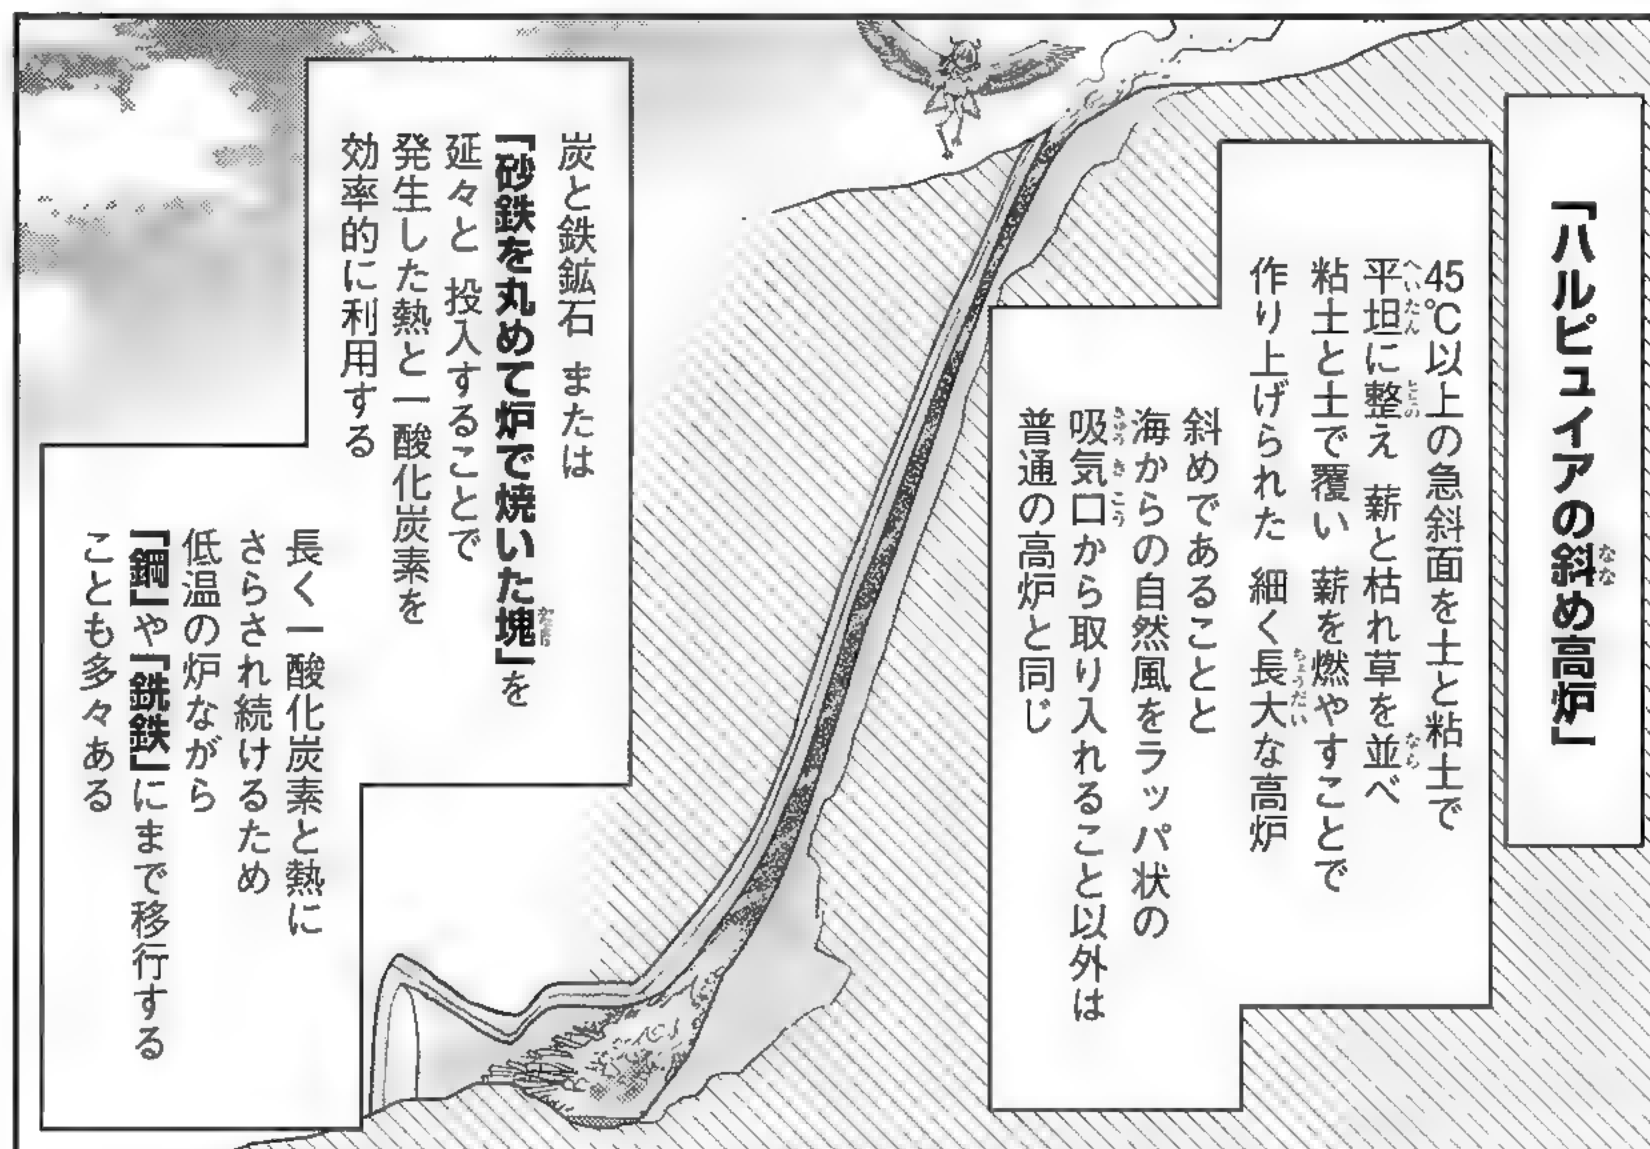 「ハルピュイアの斜め高炉」
45℃以上の急斜面を土と粘土で
平坦に整え 薪と枯れ草を並べ
粘土と土で覆い 薪を燃やすことで
作り上げられた 細く長大な高炉
斜めであることと
海からの自然風をラッパ状の
吸気口から取り入れること以外は
普通の高炉と同じ
炭と鉄鉱石 または
「砂鉄を丸めて炉で焼いた塊」を
延々と 投入することで
発生した熱と一酸化炭素を
効率的に利用する
長く一酸化炭素と熱に
さらされ続けるため
低温の炉ながら
「鋼」や「銑鉄」にまで移行する
ことも多々ある